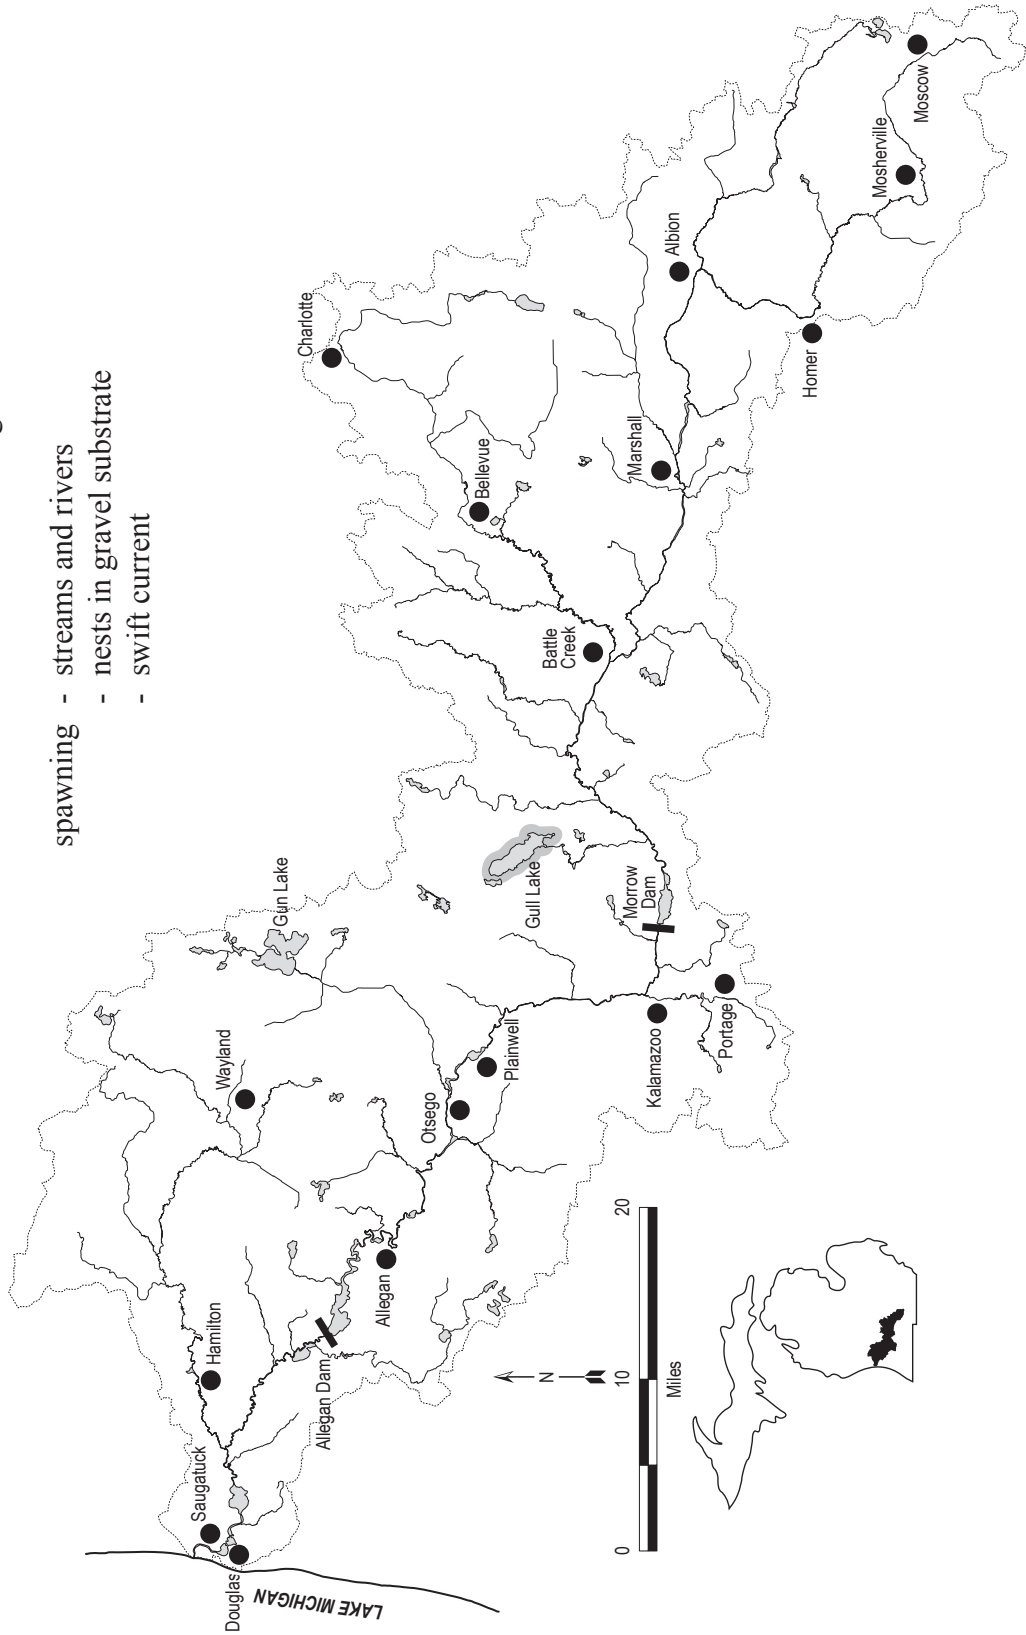 spawning - streams and rivers
- nests in gravel substrate
- swift current
Charlotte
Bellevue
Battle
Creek
Marshall
Albion
Homer
Mosherville
Moscow
Gun Lake
Gull Lake
Morrow
Dam
Wayland
Otsego
Plainwell
Kalamazoo
Portage
Hamilton
Allegan
Allegan Dam
Saugatuck
Douglas
LAKE MICHIGAN
N
0 10 20
Miles